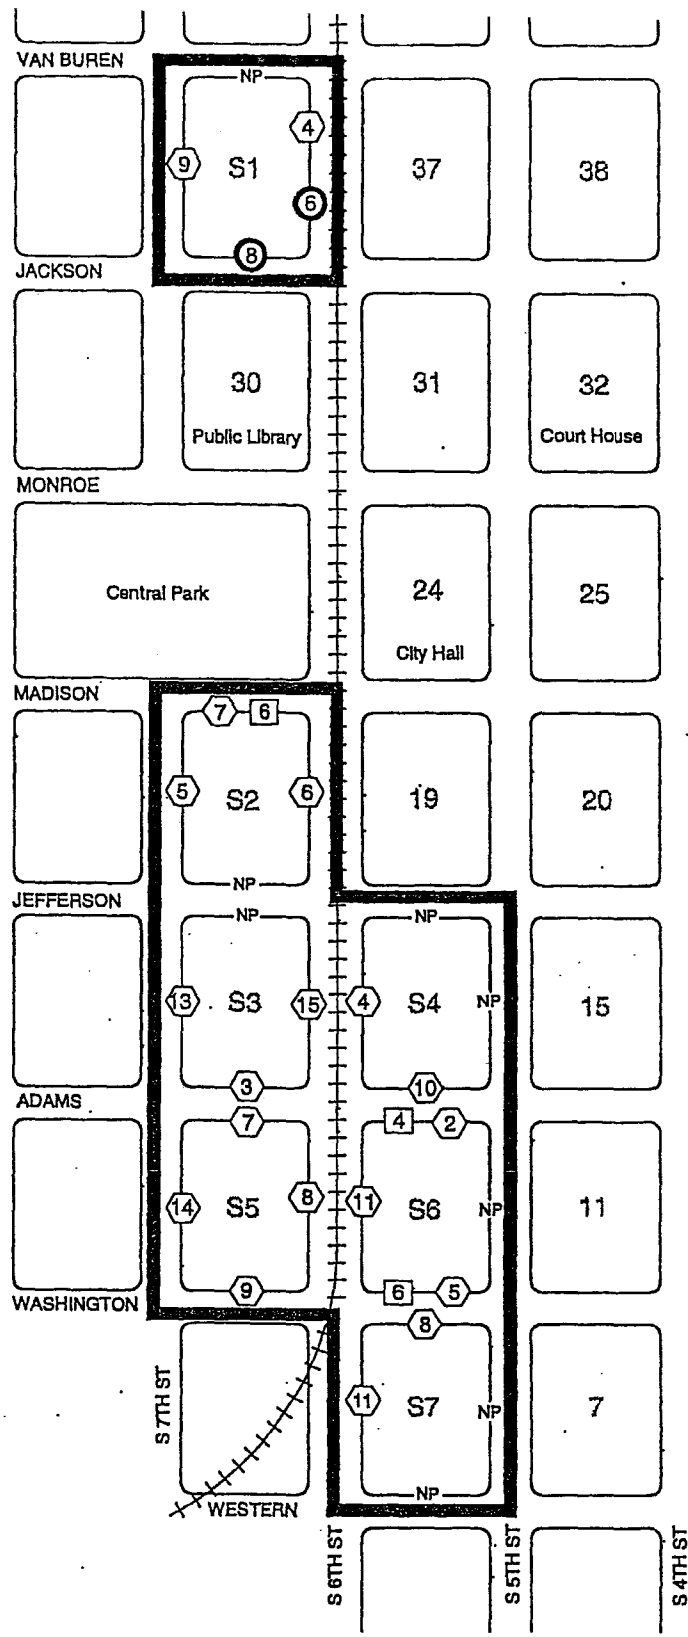 VAN BUREN
NP
4
9
S1
37
38
6
8
JACKSON
30
31
32
Public Library
Court House
MONROE
Central Park
24
25
City Hall
MADISON
7
6
5
S2
6
19
20
NP
JEFFERSON
NP
NP
13
S3
15
4
S4
NP
15
3
10
ADAMS
7
4
2
14
S5
8
11
S6
NP
11
9
6
5
WASHINGTON
8
S 7TH ST
11
S7
NP
7
NP
WESTERN
S 6TH ST
S 5TH ST
S 4TH ST